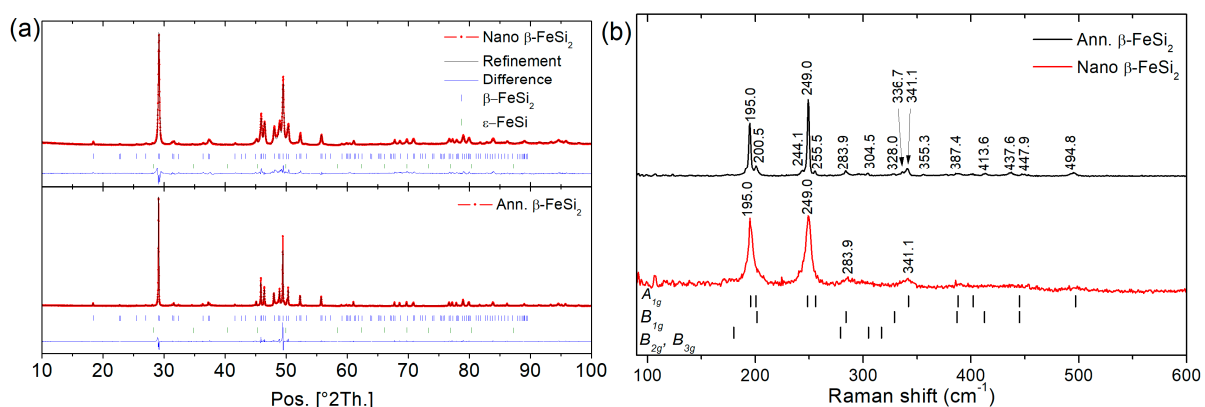 (a)
Nano β-FeSi₂
Refinement
Difference
β–FeSi₂
ε–FeSi
Ann. β-FeSi₂
10 20 30 40 50 60 70 80 90 100
Pos. [°2Th.]
(b)
Ann. β-FeSi₂
Nano β-FeSi₂
195.0
200.5
244.1
249.0
255.5
283.9
304.5
328.0
336.7
341.1
355.3
387.4
413.6
437.6
447.9
494.8
195.0
249.0
283.9
341.1
A₁g
B₁g
B₂g, B₃g
100 200 300 400 500 600
Raman shift (cm⁻¹)